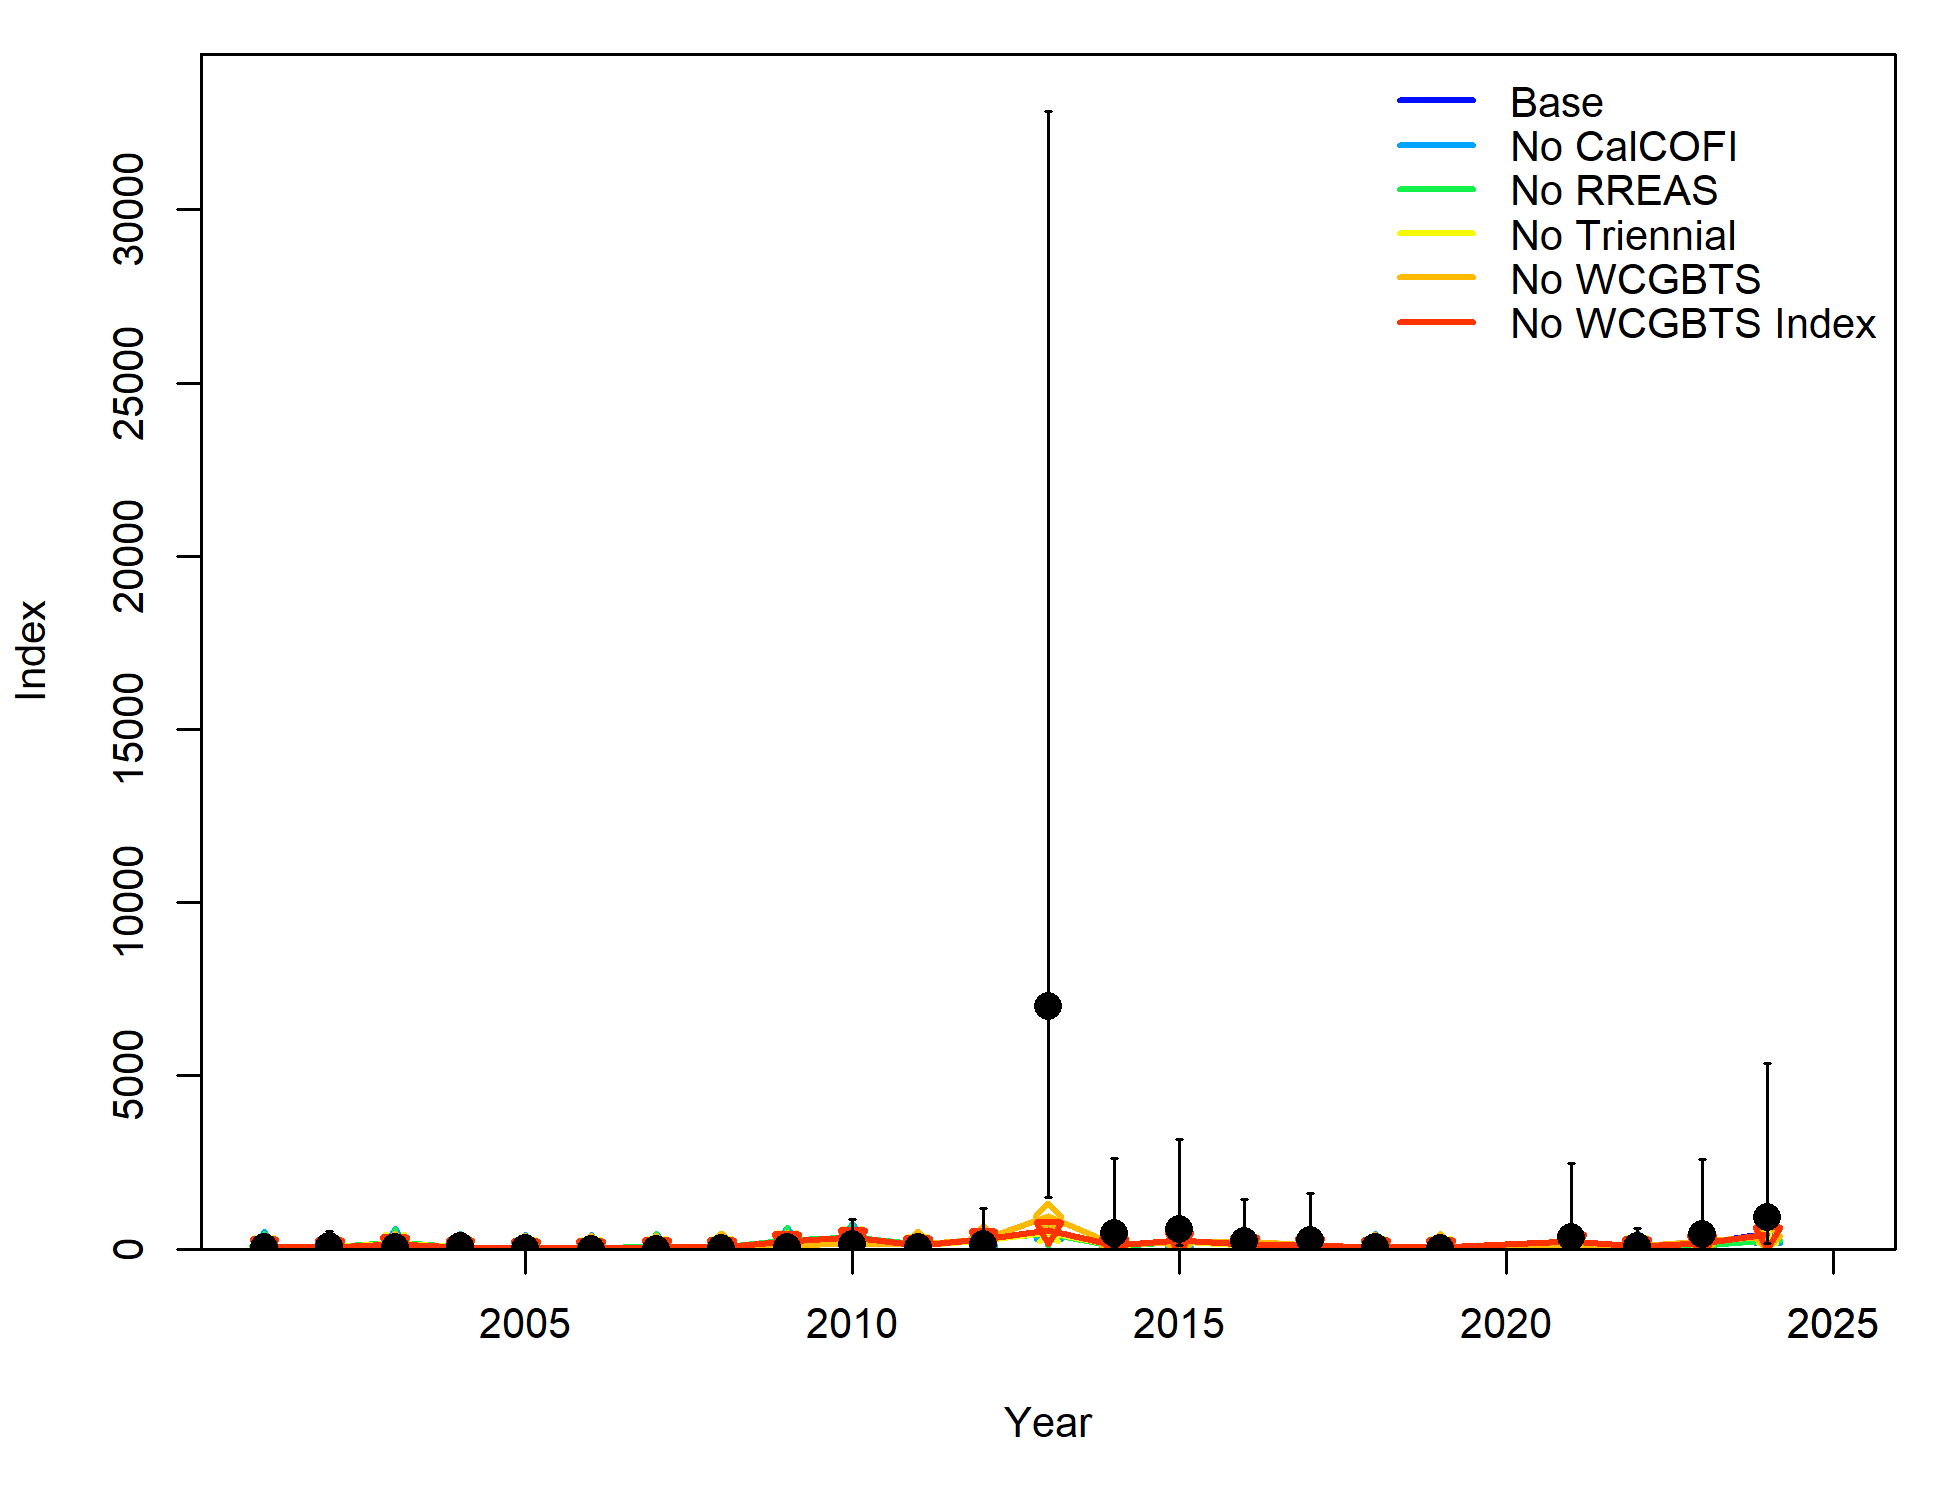 Base
No CalCOFI
No RREAS
No Triennial
No WCGBTS
No WCGBTS Index
30000
25000
20000
15000
10000
5000
0
Index
2005 2010 2015 2020 2025
Year